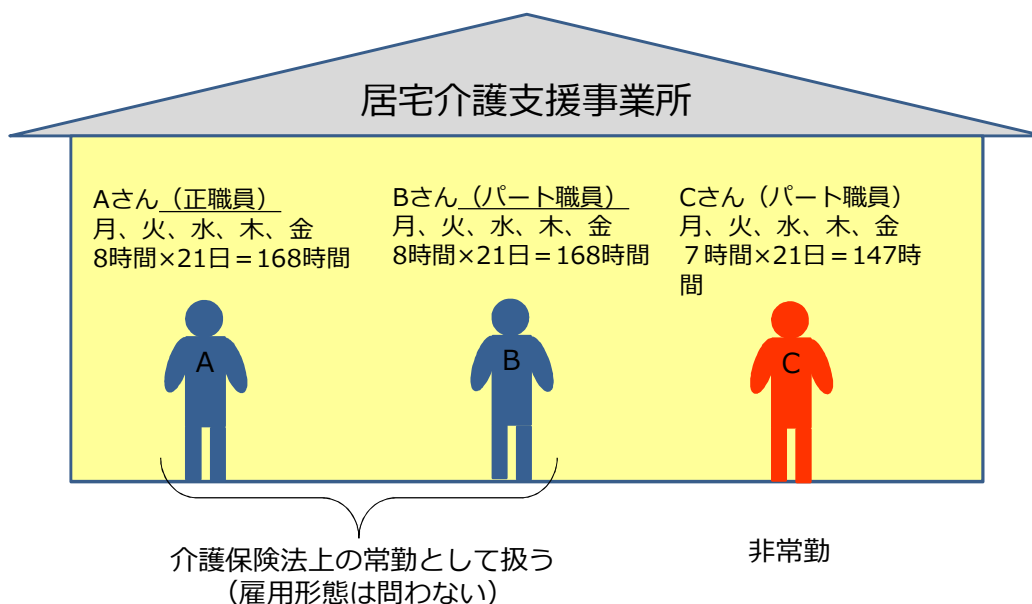 居宅介護支援事業所
Aさん（正職員）
月、火、水、木、金
8時間×21日＝168時間
Bさん（パート職員）
月、火、水、木、金
8時間×21日＝168時間
Cさん（パート職員）
月、火、水、木、金
７時間×21日＝147時
間
A
B
C
介護保険法上の常勤として扱う
（雇用形態は問わない）
非常勤